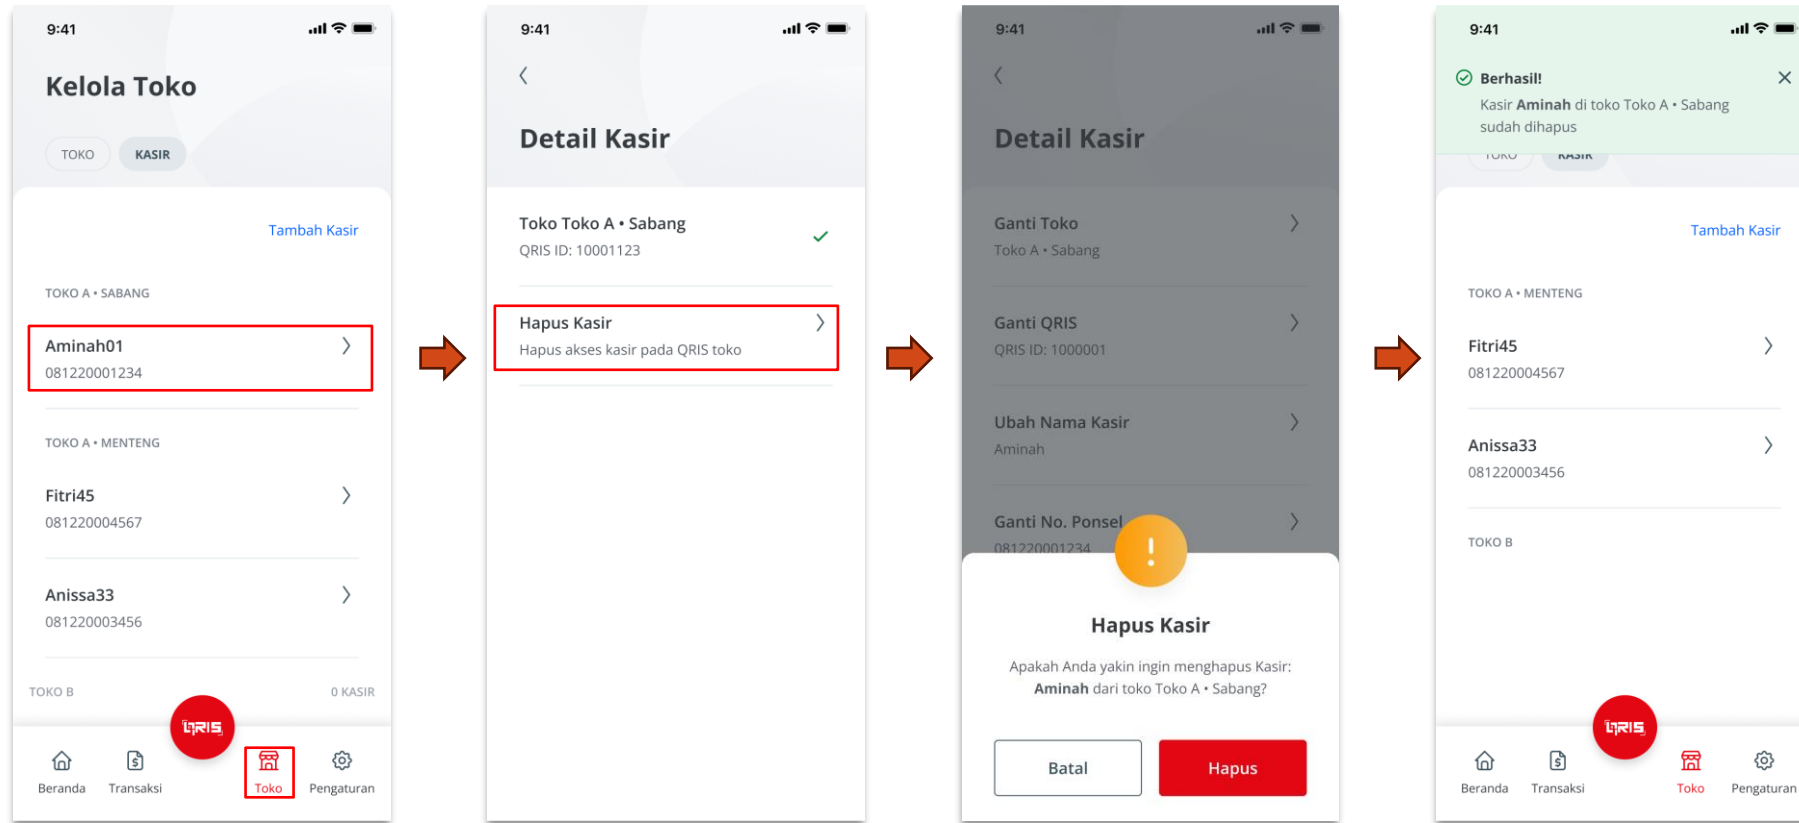 9:41
Kelola Toko
TOKO
KASIR
Tambah Kasir
TOKO A • SABANG
Aminah01
081220001234
TOKO A • MENTENG
Fitri45
081220004567
Anissa33
081220003456
TOKO B
0 KASIR
QRIS
Beranda
Transaksi
Toko
Pengaturan
9:41
Detail Kasir
Toko Toko A • Sabang
QRIS ID: 10001123
Hapus Kasir
Hapus akses kasir pada QRIS toko
9:41
Detail Kasir
Ganti Toko
Toko A • Sabang
Ganti QRIS
QRIS ID: 1000001
Ubah Nama Kasir
Aminah
Ganti No. Ponsel
081220001234
!
Hapus Kasir
Apakah Anda yakin ingin menghapus Kasir:
Aminah dari toko Toko A • Sabang?
Batal
Hapus
9:41
Berhasil!
Kasir Aminah di toko Toko A • Sabang
sudah dihapus
TOKO
KASIR
Tambah Kasir
TOKO A • MENTENG
Fitri45
081220004567
Anissa33
081220003456
TOKO B
QRIS
Beranda
Transaksi
Toko
Pengaturan